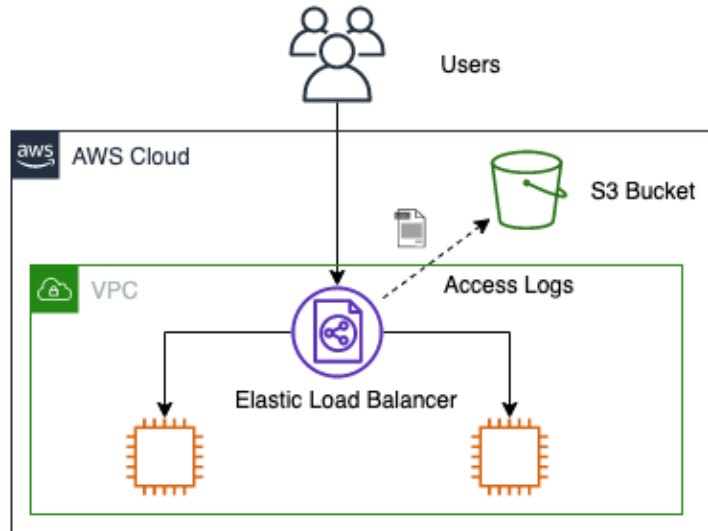 Users
aws
AWS Cloud
S3 Bucket
Access Logs
VPC
Elastic Load Balancer